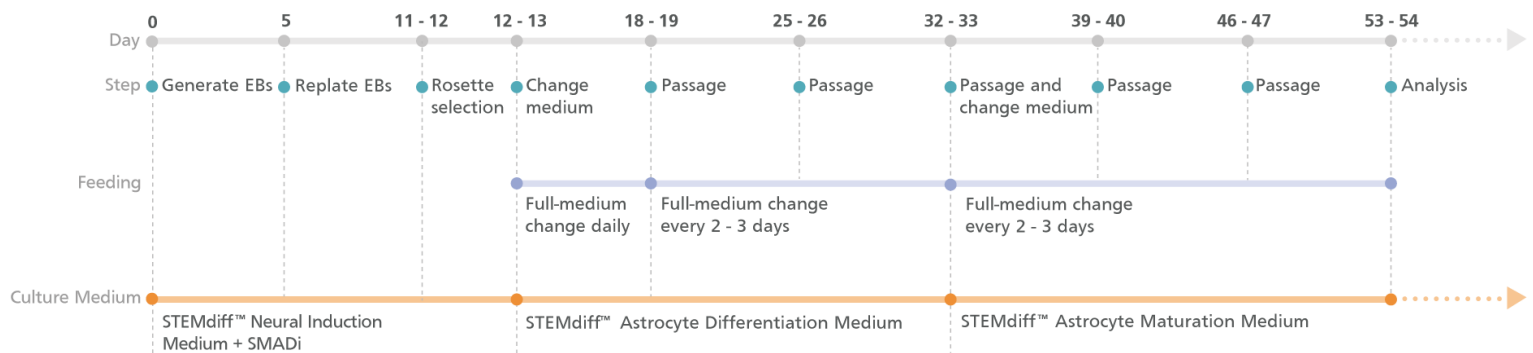 0 5 11 - 12 12 - 13 18 - 19 25 - 26 32 - 33 39 - 40 46 - 47 53 - 54
Day
Step Generate EBs Replate EBs Rosette Change Passage Passage Passage and Passage Passage Analysis
selection medium change medium
Feeding
Full-medium Full-medium change Full-medium change
change daily every 2 - 3 days every 2 - 3 days
Culture Medium
STEMdiff™ Neural Induction STEMdiff™ Astrocyte Differentiation Medium STEMdiff™ Astrocyte Maturation Medium
Medium + SMADi